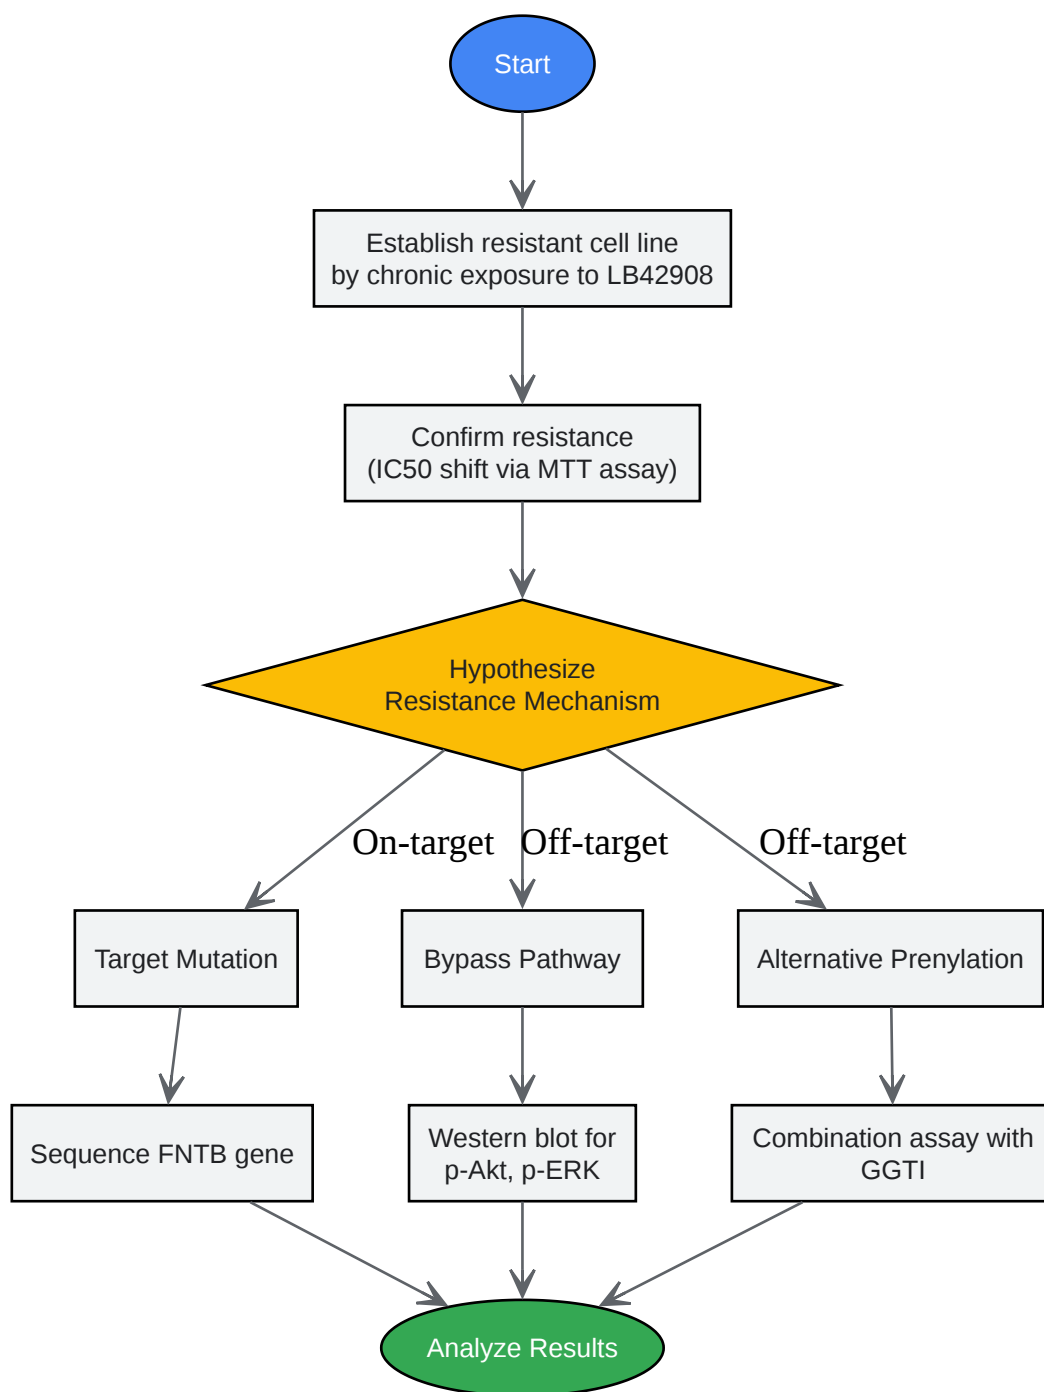 Start
Establish resistant cell line
by chronic exposure to LB42908
Confirm resistance
(IC50 shift via MTT assay)
Hypothesize
Resistance Mechanism
On-target
Off-target
Off-target
Target Mutation
Bypass Pathway
Alternative Prenylation
Sequence FNTB gene
Western blot for
p-Akt, p-ERK
Combination assay with
GGTI
Analyze Results